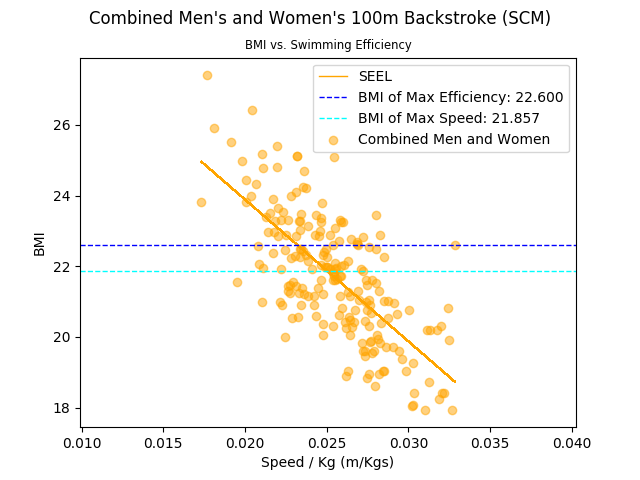 Combined Men's and Women's 100m Backstroke (SCM)
BMI vs. Swimming Efficiency
SEEL
BMI of Max Efficiency: 22.600
BMI of Max Speed: 21.857
Combined Men and Women
BMI
26
24
22
20
18
0.010 0.015 0.020 0.025 0.030 0.035 0.040
Speed / Kg (m/Kgs)